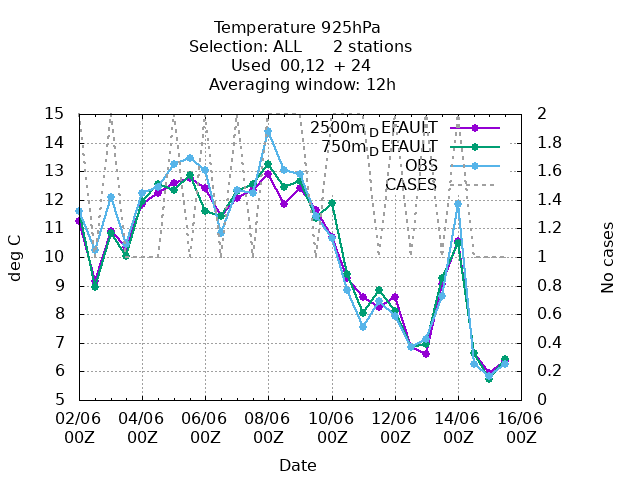 Temperature 925hPa
Selection: ALL 2 stations
Used 00,12 + 24
Averaging window: 12h
15 2
14 1.8
13 1.6
12 1.4
11 1.2
10 1
9 0.8
8 0.6
7 0.4
6 0.2
5 0
2500m_DEFAULT
750m_DEFAULT
OBS
CASES
deg C
No cases
02/06 04/06 06/06 08/06 10/06 12/06 14/06 16/06
00Z 00Z 00Z 00Z 00Z 00Z 00Z 00Z
Date